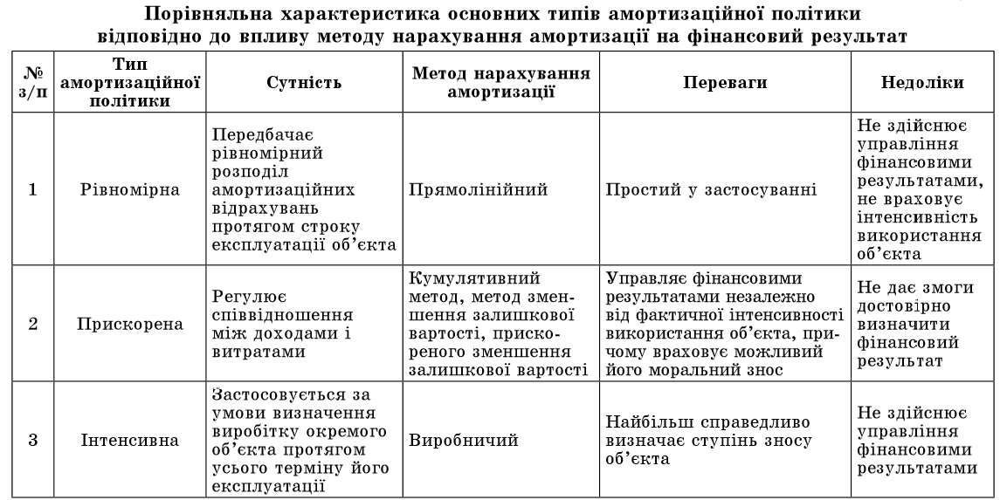 Порівняльна характеристика основних типів амортизаційної політики
відповідно до впливу методу нарахування амортизації на фінансовий результат
№
з/п
Тип
амортизаційної
політики
Сутність
Метод нарахування
амортизації
Переваги
Недоліки
1
Рівномірна
Передбачає
рівномірний
розподіл
амортизаційних
відрахувань
протягом строку
експлуатації об’єкта
Прямолінійний
Простий у застосуванні
Не здійснює
управління
фінансовими
результатами,
не враховує
інтенсивність
використання
об’єкта
2
Прискорена
Регулює
співвідношення
між доходами і
витратами
Кумулятивний
метод, метод змен-
шення залишкової
вартості, приско-
реного зменшення
залишкової вартості
Управляє фінансовими
результатами незалежно
від фактичної інтенсивності
використання об’єкта, при-
чому враховує можливий
його моральний знос
Не дає змоги
достовірно
визначити
фінансовий
результат
3
Інтенсивна
Застосовується за
умови визначення
виробітку окремого
об’єкта протягом
усього терміну його
експлуатації
Виробничий
Найбільш справедливо
визначає ступінь зносу
об’єкта
Не здійснює
управління
фінансовими
результатами